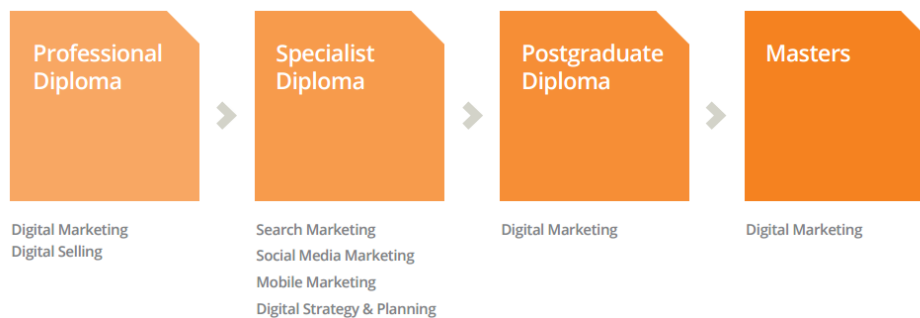 Professional
Diploma
Specialist
Diploma
Postgraduate
Diploma
Masters
Digital Marketing
Digital Selling
Search Marketing
Social Media Marketing
Mobile Marketing
Digital Strategy & Planning
Digital Marketing
Digital Marketing